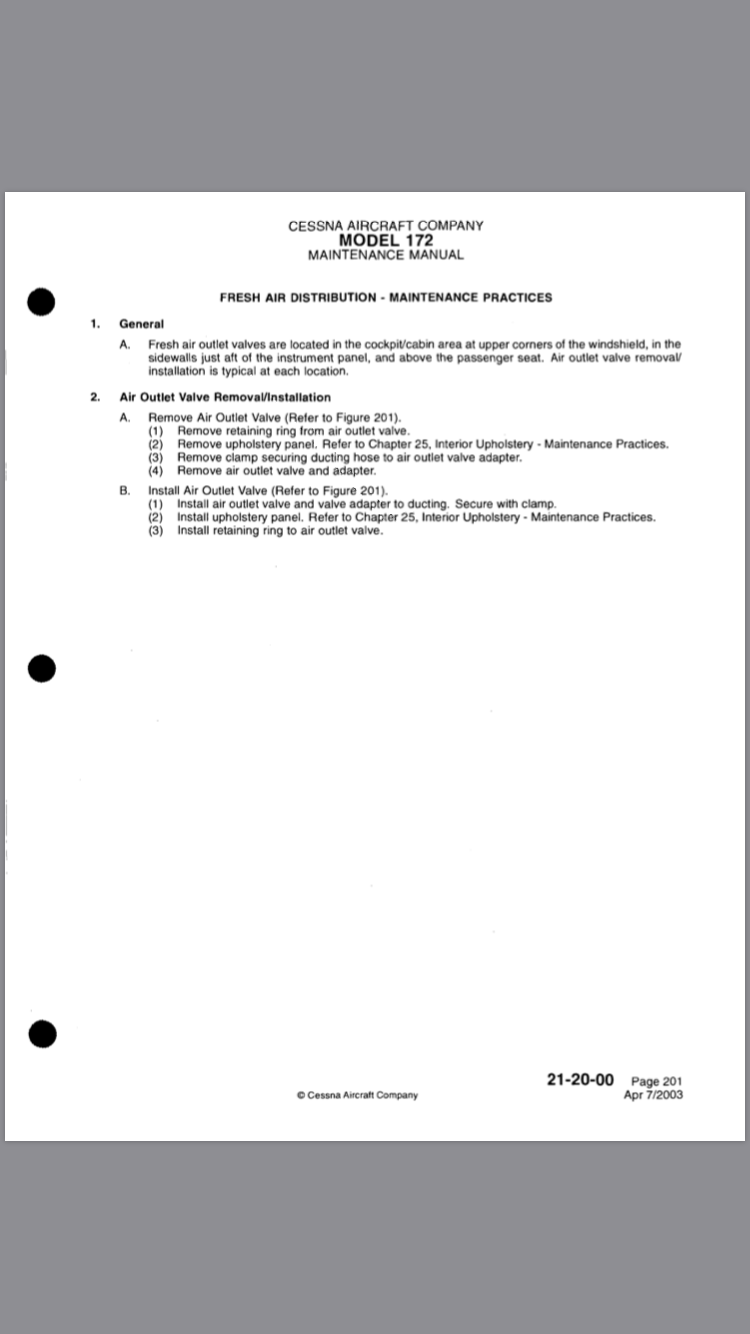 CESSNA AIRCRAFT COMPANY
MODEL 172
MAINTENANCE MANUAL
FRESH AIR DISTRIBUTION - MAINTENANCE PRACTICES
1. General
A. Fresh air outlet valves are located in the cockpit/cabin area at upper corners of the windshield, in the
sidewalls just aft of the instrument panel, and above the passenger seat. Air outlet valve removal/
installation is typical at each location.
2. Air Outlet Valve Removal/Installation
A. Remove Air Outlet Valve (Refer to Figure 201).
(1) Remove retaining ring from air outlet valve.
(2) Remove upholstery panel. Refer to Chapter 25, Interior Upholstery - Maintenance Practices.
(3) Remove clamp securing ducting hose to air outlet valve adapter.
(4) Remove air outlet valve and adapter.
B. Install Air Outlet Valve (Refer to Figure 201).
(1) Install air outlet valve and valve adapter to ducting. Secure with clamp.
(2) Install upholstery panel. Refer to Chapter 25, Interior Upholstery - Maintenance Practices.
(3) Install retaining ring to air outlet valve.
21-20-00 Page 201
© Cessna Aircraft Company Apr 7/2003